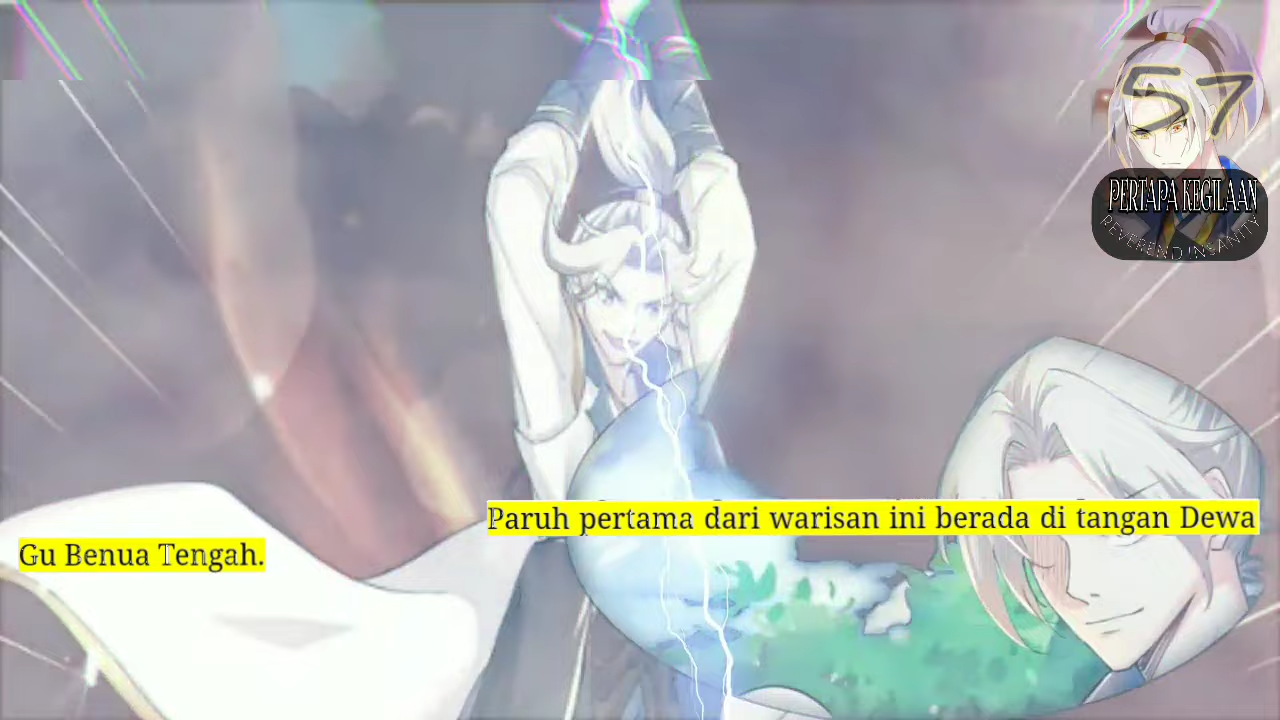 57
PERTAPA KEGILAAN
REVEREND INSANITY
Paruh pertama dari warisan ini berada di tangan Dewa
Gu Benua Tengah.